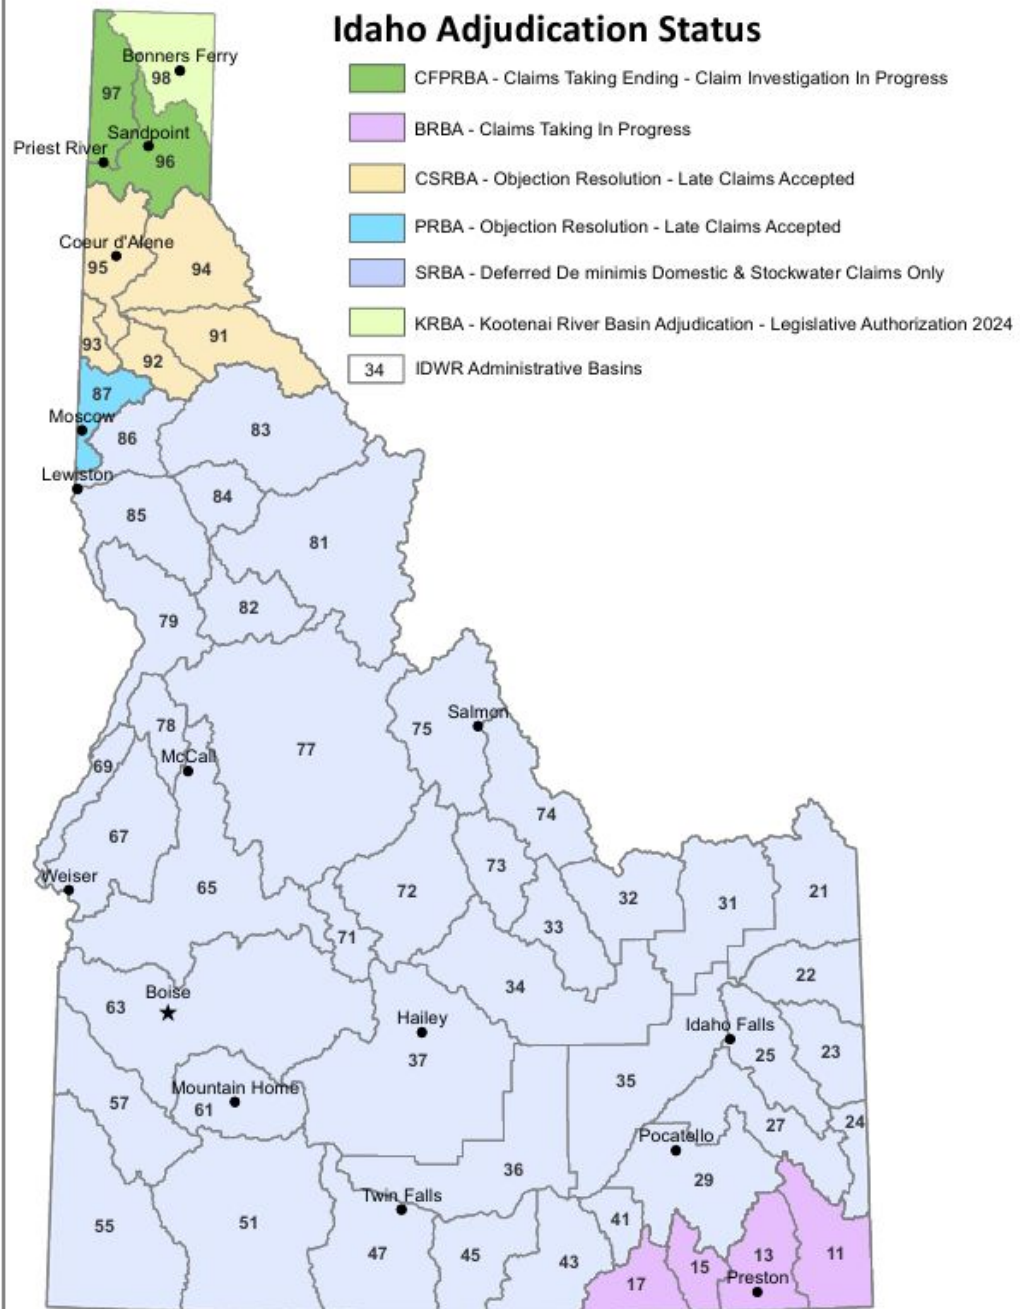 Idaho Adjudication Status
CFPRBA - Claims Taking Ending - Claim Investigation In Progress
BRBA - Claims Taking In Progress
CSRBA - Objection Resolution - Late Claims Accepted
PRBA - Objection Resolution - Late Claims Accepted
SRBA - Deferred De minimis Domestic & Stockwater Claims Only
KRBA - Kootenai River Basin Adjudication - Legislative Authorization 2024
34 IDWR Administrative Basins
Bonners Ferry
98
97
Sandpoint
Priest River
96
Coeur d'Alene
95
94
91
93
92
87
Moscow
86
83
Lewiston
84
85
81
82
79
Salmon
78
75
77
McCall
69
74
67
73
Weiser
65
72
32
31
21
33
71
34
22
Boise
63
Hailey
Idaho Falls
37
25
23
35
Mountain Home
57
61
27
24
Pocatello
36
29
Twin Falls
55
51
41
47
45
43
13
11
15
Preston
17